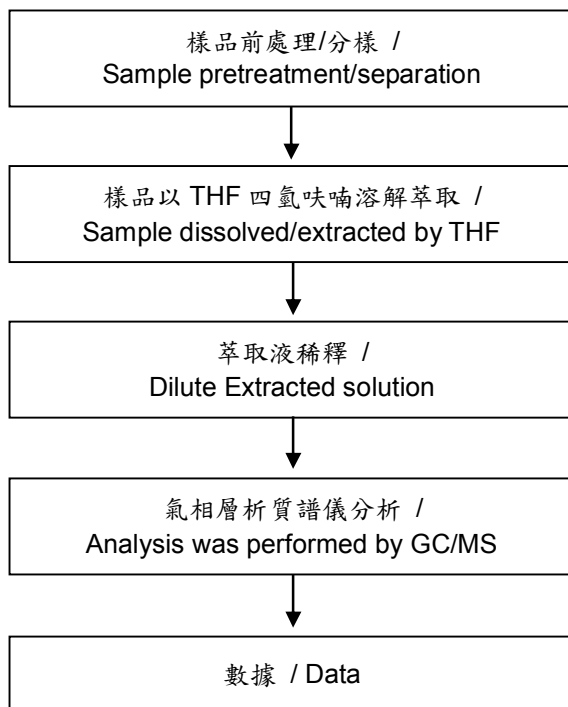 樣品前處理/分樣 /
Sample pretreatment/separation
樣品以 THF 四氫呋喃溶解萃取 /
Sample dissolved/extracted by THF
萃取液稀釋 /
Dilute Extracted solution
氣相層析質譜儀分析 /
Analysis was performed by GC/MS
數據 / Data